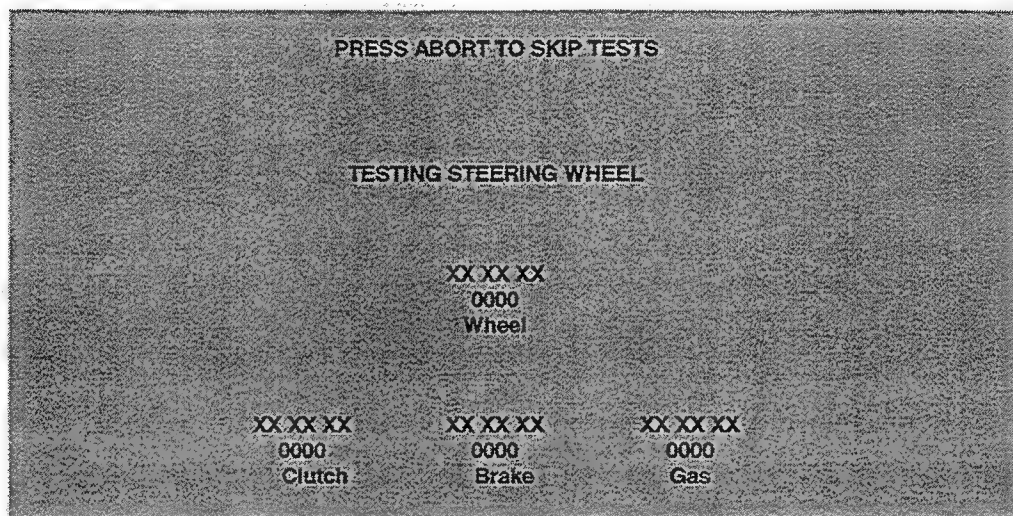 PRESS ABORT TO SKIP TESTS
TESTING STEERING WHEEL
XX XX XX
0000
Wheel
XX XX XX XX XX XX XX XX XX
0000 0000 0000
Clutch Brake Gas